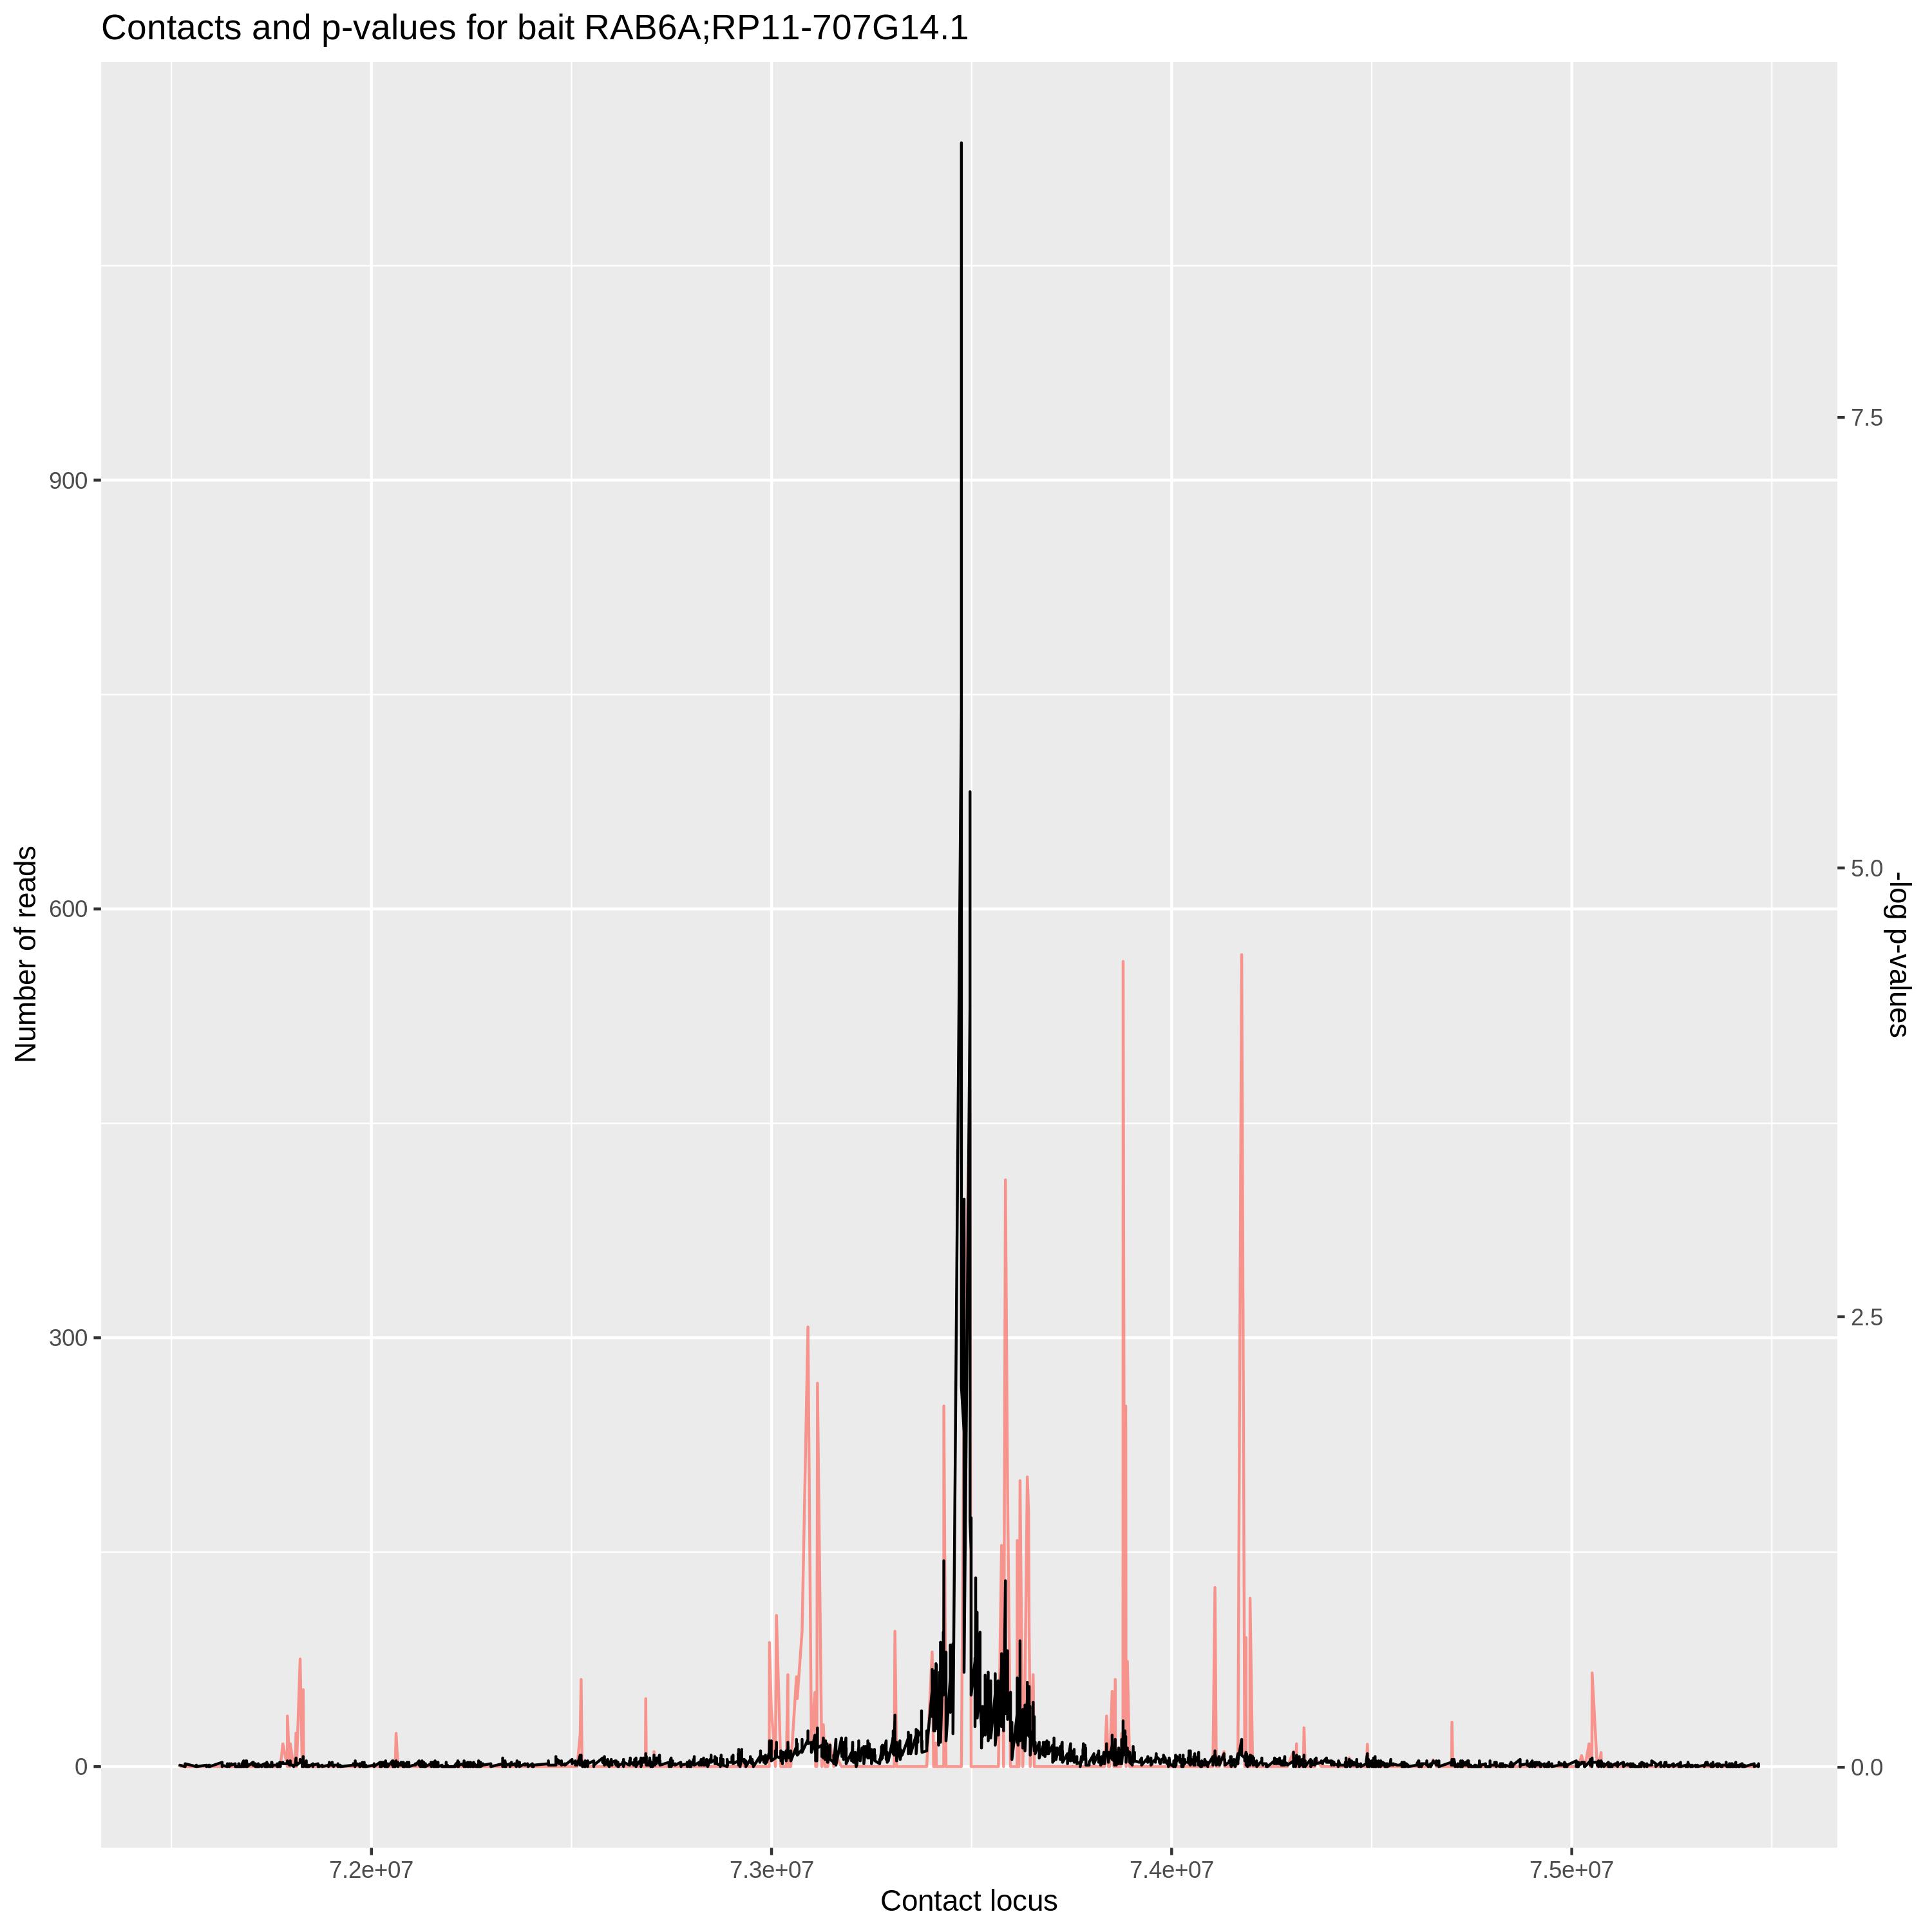 Contacts and p-values for bait RAB6A;RP11-707G14.1
900
600
300
0
Number of reads
7.5
5.0
2.5
0.0
-log p-values
7.2e+07
7.3e+07
7.4e+07
7.5e+07
Contact locus